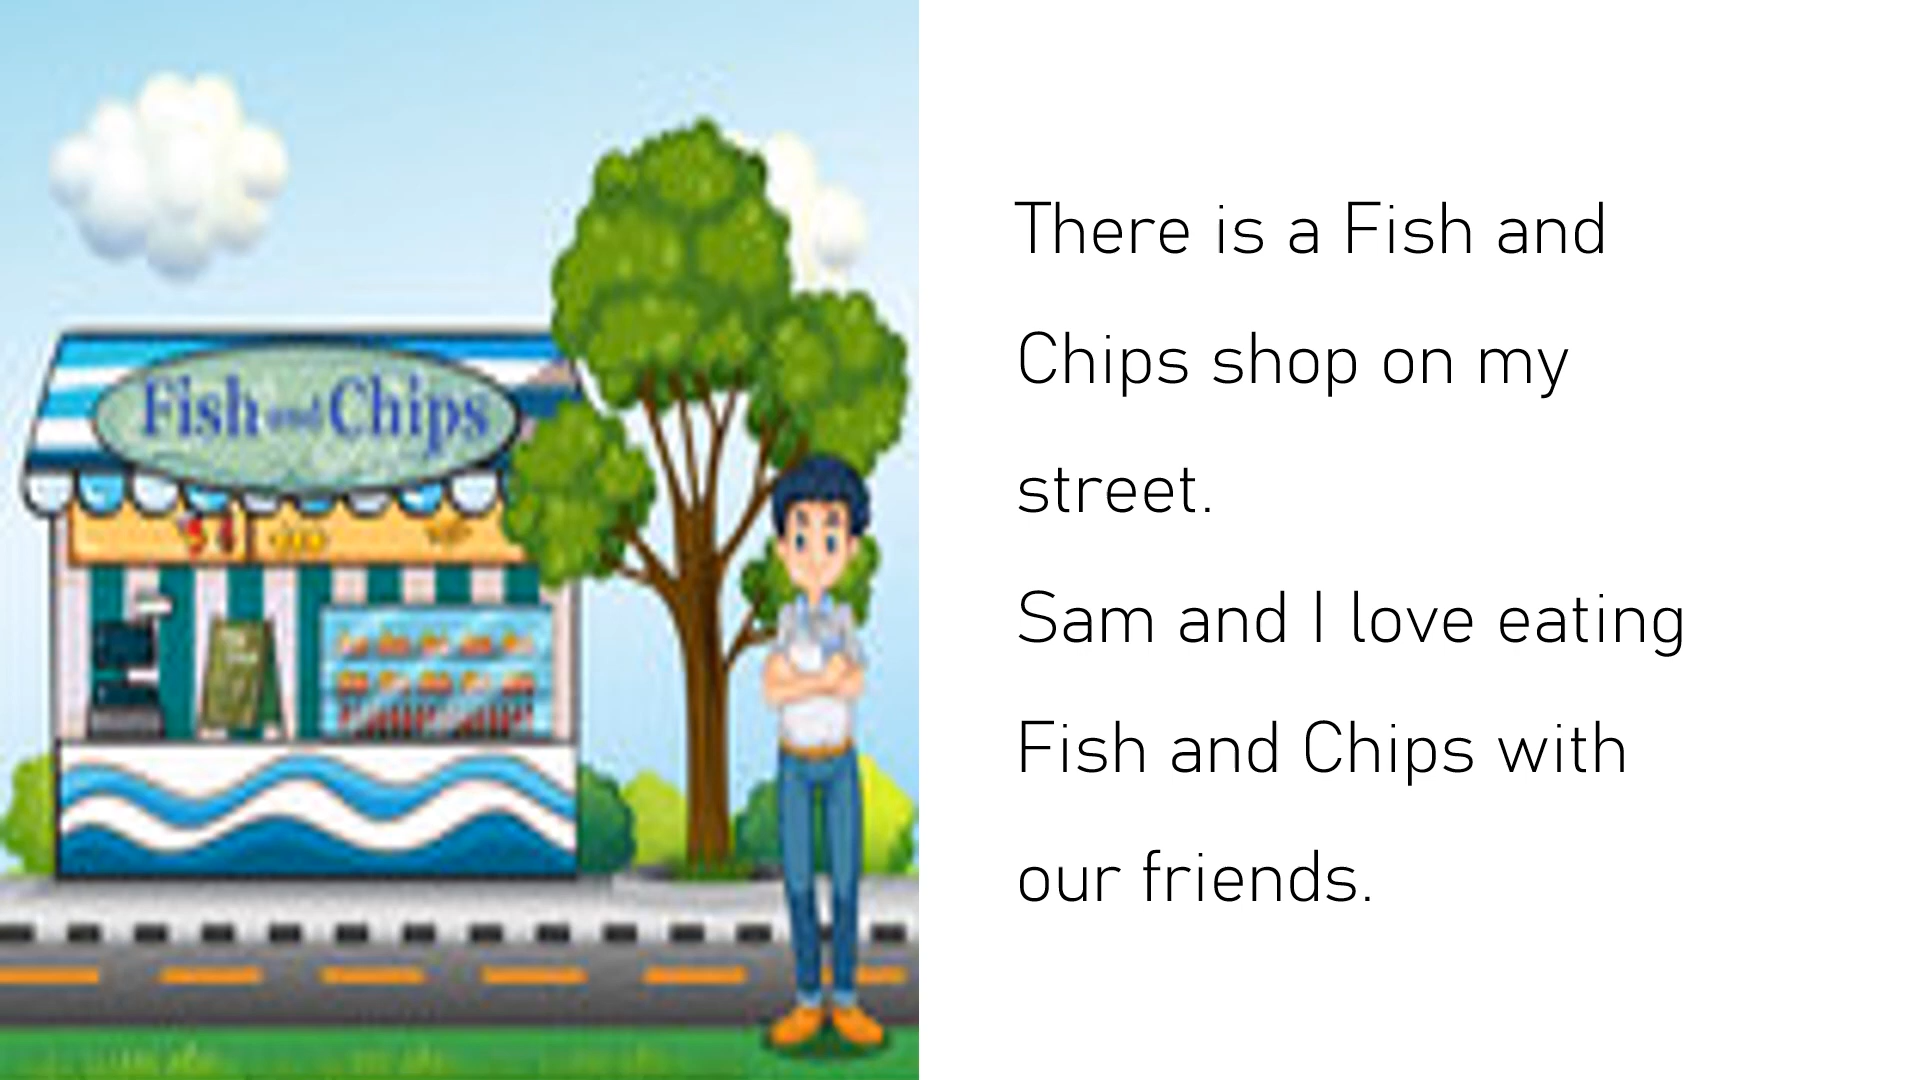 Fish and Chips
There is a Fish and
Chips shop on my
street.
Sam and I love eating
Fish and Chips with
our friends.